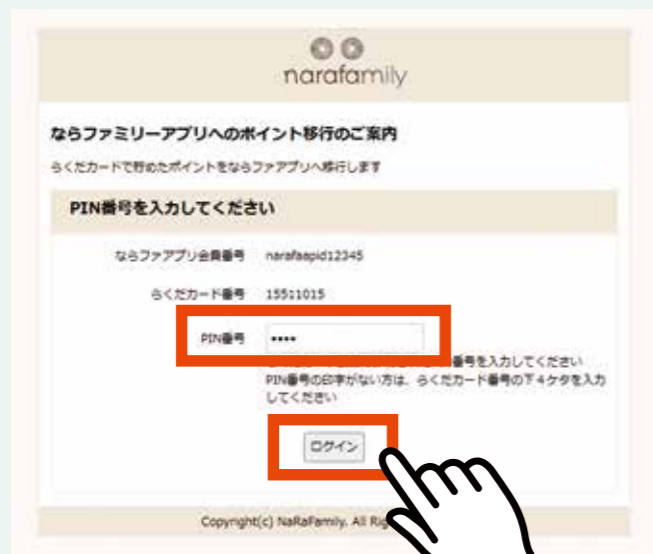 narafamily
ならファミリーアプリへのポイント移行のご案内
らくだカードで貯めたポイントをならファアプリへ移行します
PIN番号を入力してください
ならファアプリ会員番号 narafaapid12345
らくだカード番号 15511015
PIN番号 ••••
番号を入力してください
PIN番号の印字がない方は、らくだカード番号の下４ケタを入力
してください
ログイン
Copyright(c) NaRaFamily. All